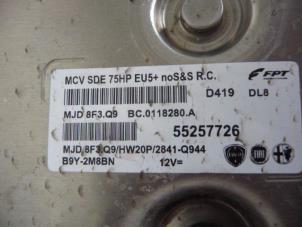 MCV SDE 75HP EU5+ noS&S R.C.
FPT
D419 DL8
MJD 8F3.Q9 BC.0118280.A
55257726
MJD 8F3.Q9/HW20P/2841-Q944
B9Y-2M8BN 12V=
FIAT